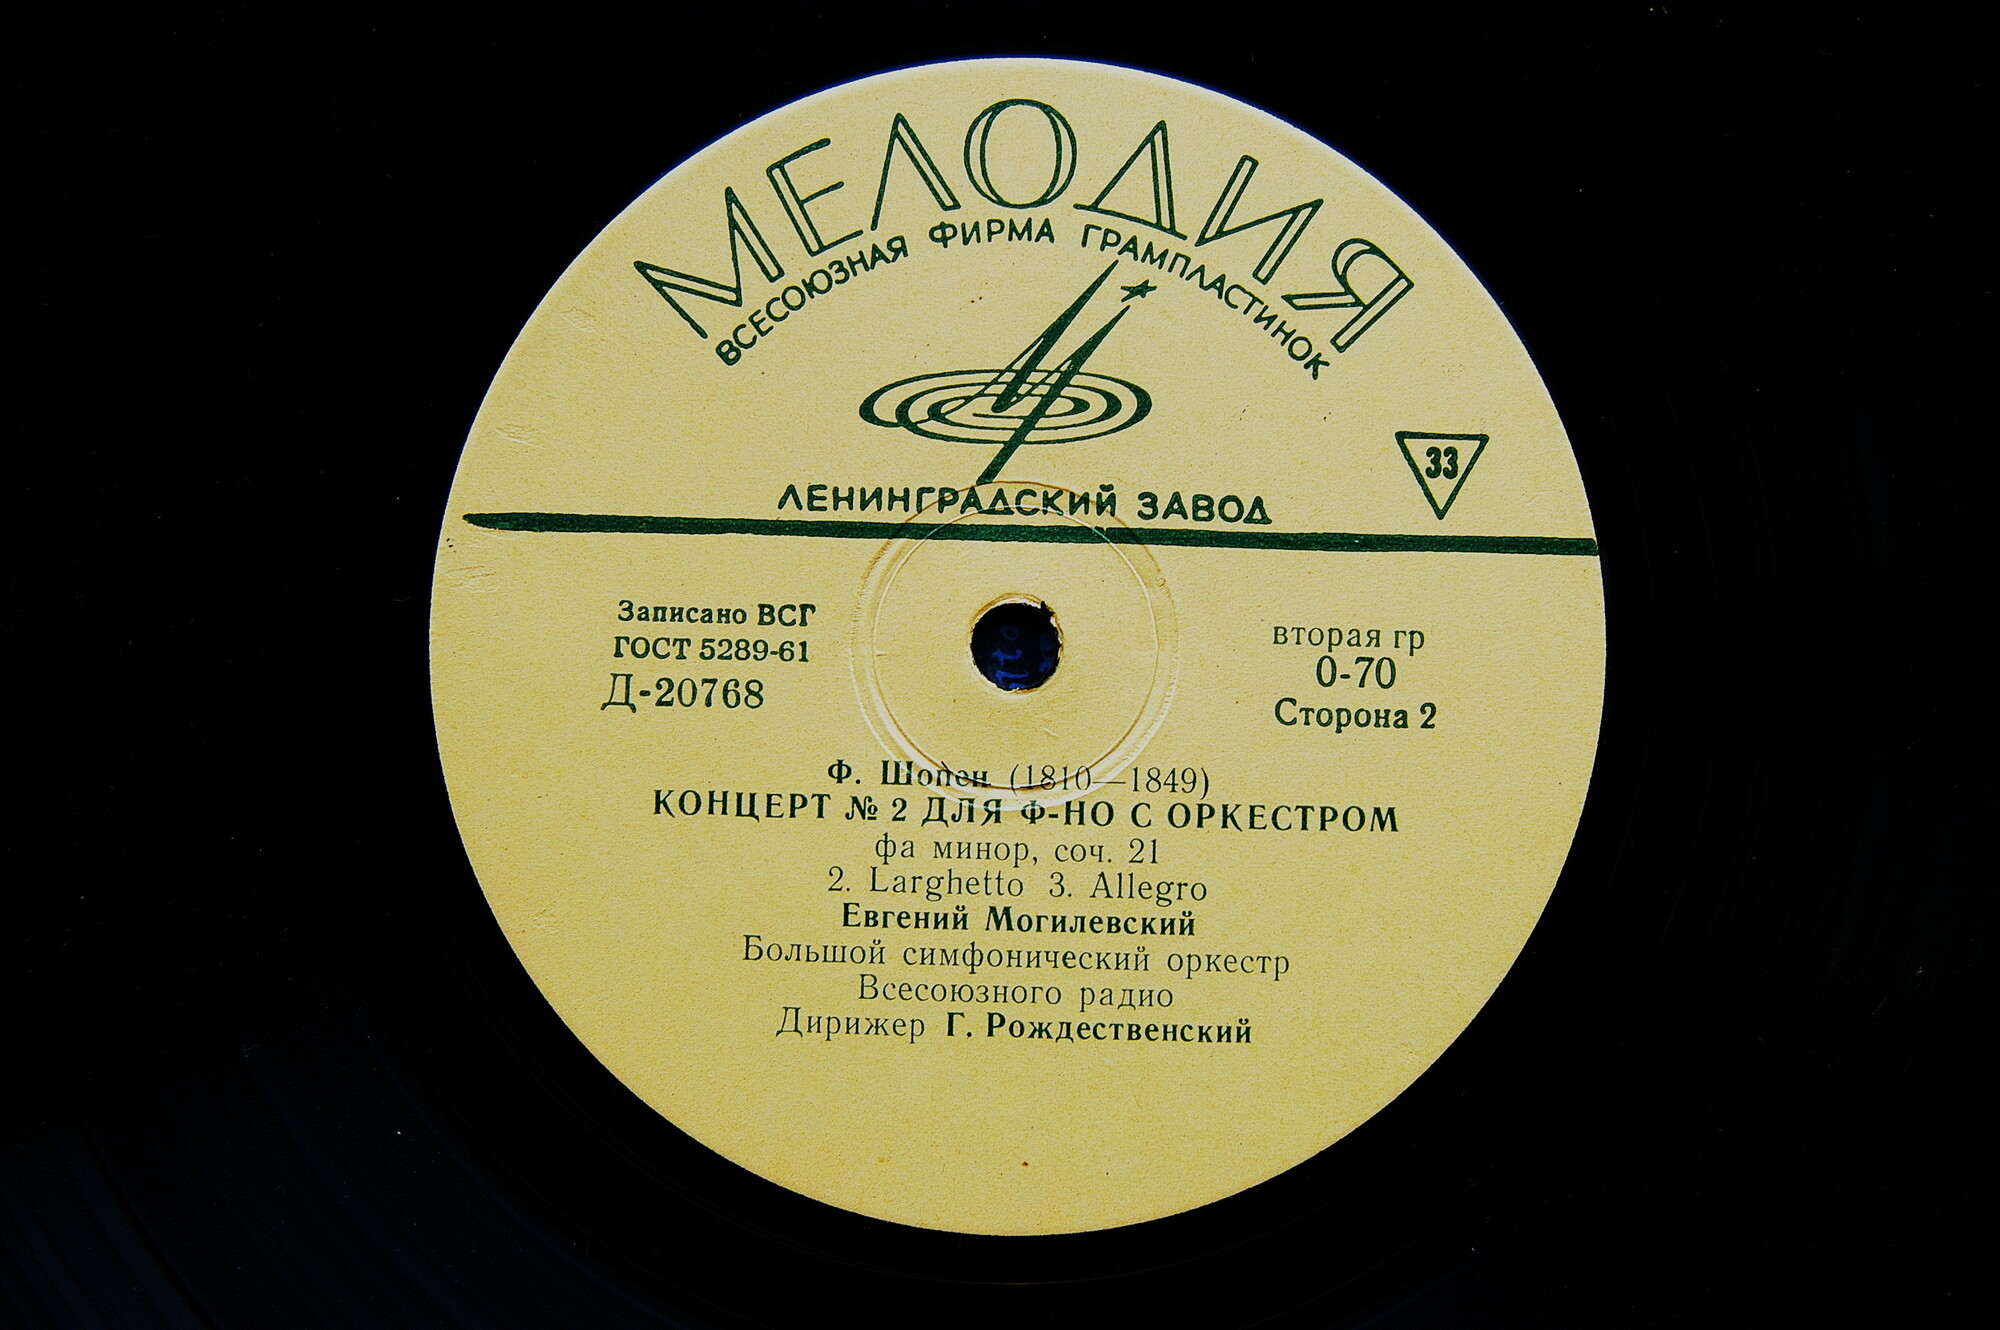 МЕЛОДИЯ
ВСЕСОЮЗНАЯ ФИРМА ГРАМПЛАСТИНОК
33
ЛЕНИНГРАДСКИЙ ЗАВОД
Записано ВСГ
ГОСТ 5289-61
Д-20768
вторая гр
0-70
Сторона 2
Ф. Шопен (1810—1849)
КОНЦЕРТ № 2 ДЛЯ Ф-НО С ОРКЕСТРОМ
фа минор, соч. 21
2. Larghetto 3. Allegro
Евгений Могилевский
Большой симфонический оркестр
Всесоюзного радио
Дирижер Г. Рождественский